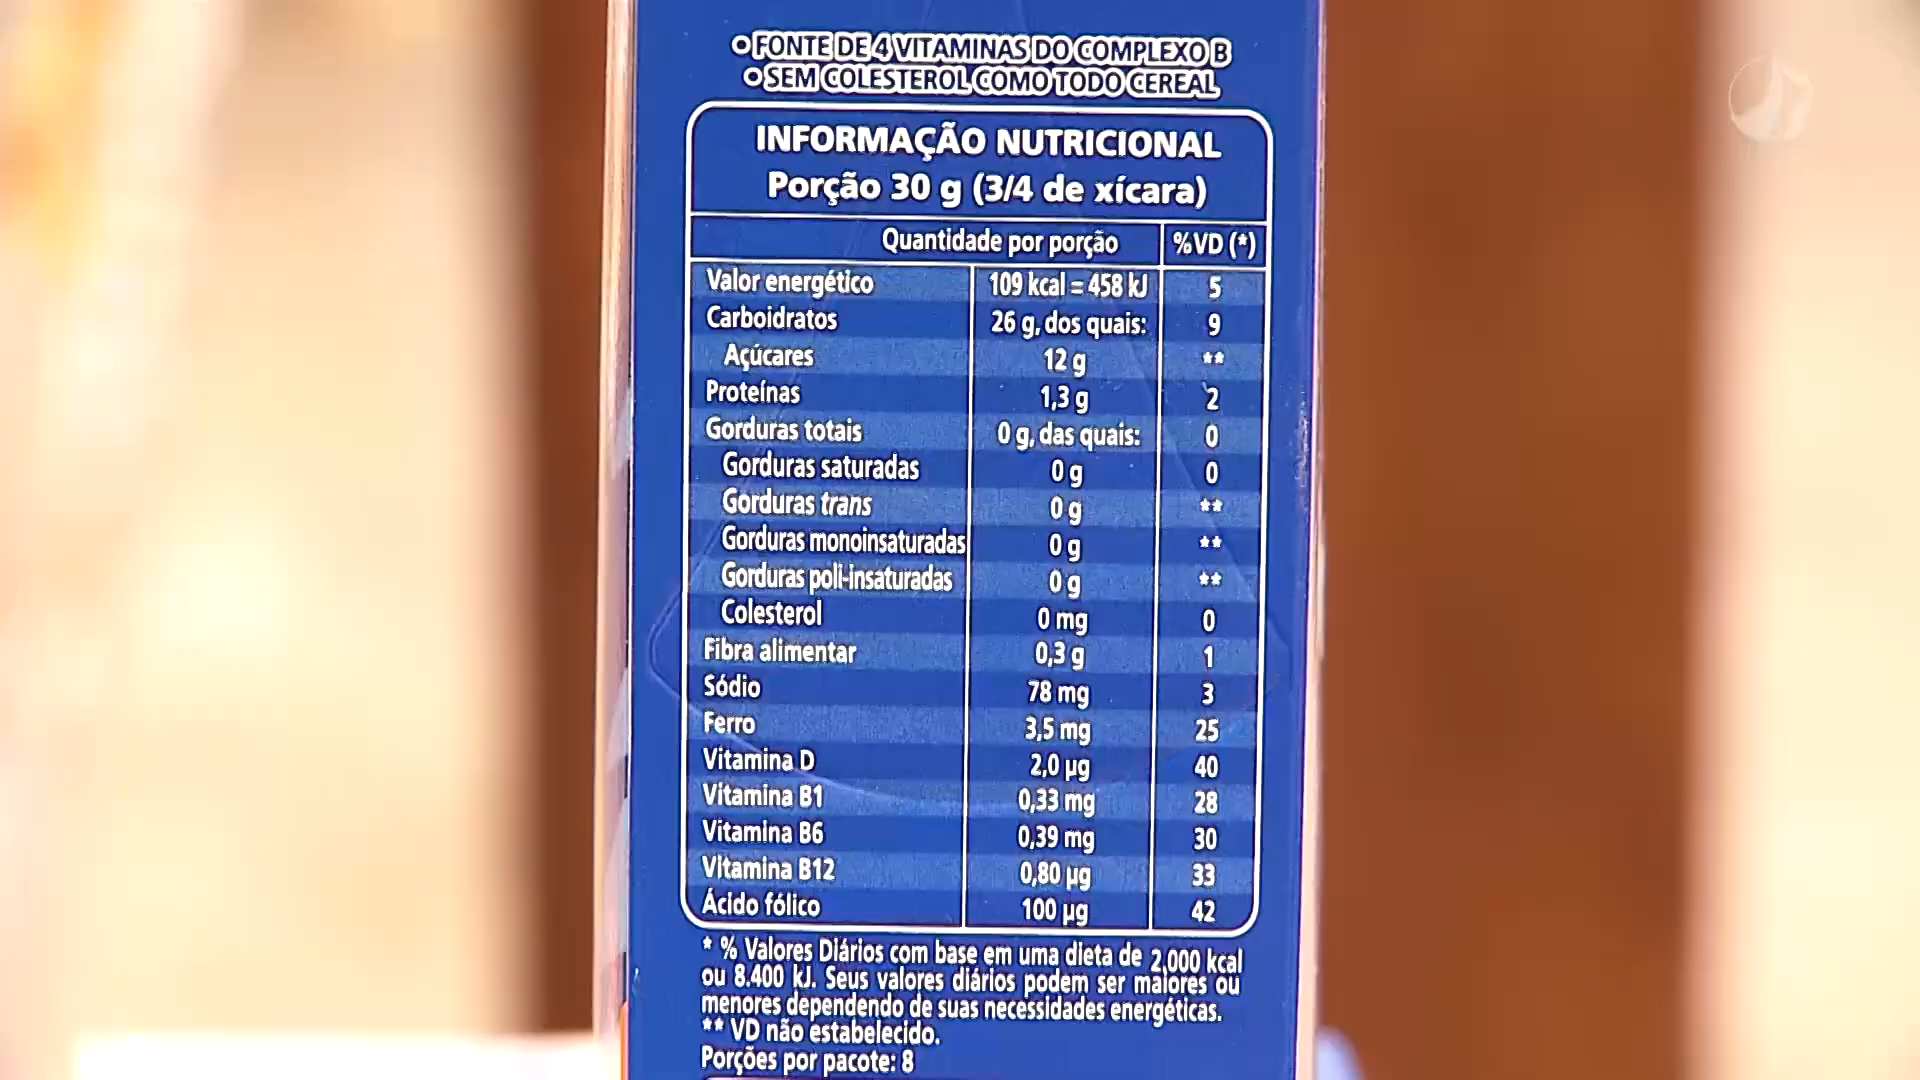 • FONTE DE 4 VITAMINAS DO COMPLEXO B
• SEM COLESTEROL COMO TODO CEREAL
INFORMAÇÃO NUTRICIONAL
Porção 30 g (3/4 de xícara)
Quantidade por porção %VD (*)
Valor energético 109 kcal = 458 kJ 5
Carboidratos 26 g, dos quais: 9
Açúcares 12 g **
Proteínas 1,3 g 2
Gorduras totais 0 g, das quais: 0
Gorduras saturadas 0 g 0
Gorduras trans 0 g **
Gorduras monoinsaturadas 0 g **
Gorduras poli-insaturadas 0 g **
Colesterol 0 mg 0
Fibra alimentar 0,3 g 1
Sódio 78 mg 3
Ferro 3,5 mg 25
Vitamina D 2,0 µg 40
Vitamina B1 0,33 mg 28
Vitamina B6 0,39 mg 30
Vitamina B12 0,80 µg 33
Ácido fólico 100 µg 42
* % Valores Diários com base em uma dieta de 2,000 kcal
ou 8.400 kJ. Seus valores diários podem ser maiores ou
menores dependendo de suas necessidades energéticas.
** VD não estabelecido.
Porções por pacote: 8